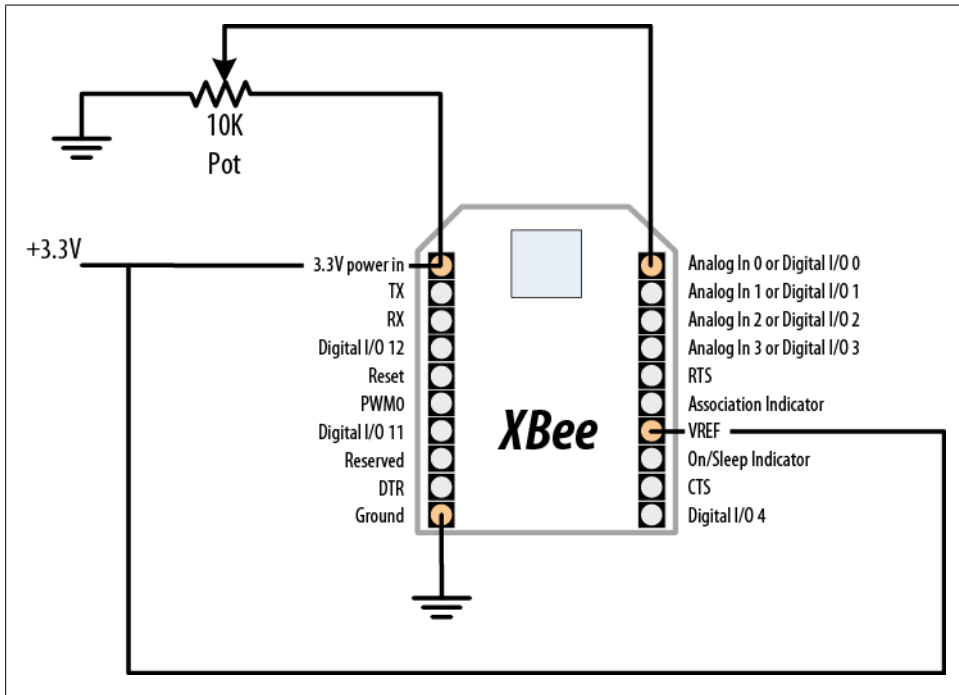 10K
Pot
+3.3V
3.3V power in
TX
RX
Digital I/O 12
Reset
PWM0
Digital I/O 11
Reserved
DTR
Ground
XBee
Analog In 0 or Digital I/O 0
Analog In 1 or Digital I/O 1
Analog In 2 or Digital I/O 2
Analog In 3 or Digital I/O 3
RTS
Association Indicator
VREF
On/Sleep Indicator
CTS
Digital I/O 4